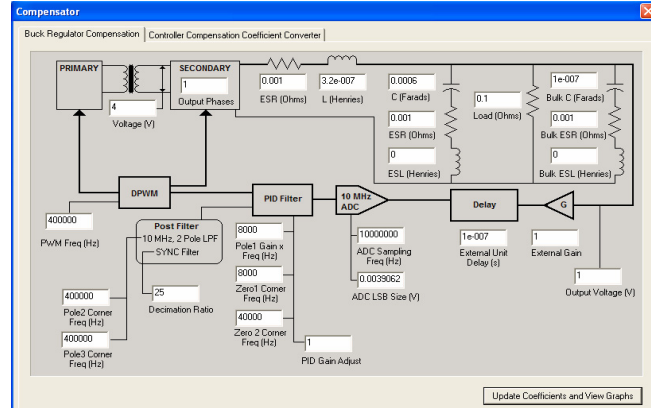 Compensator
Buck Regulator Compensation
Controller Compensation Coefficient Converter
PRIMARY
SECONDARY
1
Output Phases
4
Voltage (V)
0.001
ESR (Ohms)
3.2e-007
L (Henries)
0.0006
C (Farads)
0.001
ESR (Ohms)
0
ESL (Henries)
0.1
Load (Ohms)
1e-007
Bulk C (Farads)
0.001
Bulk ESR (Ohms)
0
Bulk ESL (Henries)
DPWM
400000
PWM Freq (Hz)
Post Filter
10 MHz, 2 Pole LPF
SYNC Filter
400000
Pole2 Corner
Freq (Hz)
400000
Pole3 Corner
Freq (Hz)
25
Decimation Ratio
PID Filter
8000
Pole1 Gain x
Freq (Hz)
8000
Zero1 Corner
Freq (Hz)
40000
Zero 2 Corner
Freq (Hz)
1
PID Gain Adjust
10 MHz
ADC
10000000
ADC Sampling
Freq (Hz)
0.0039062
ADC LSB Size (V)
Delay
1e-007
External Unit
Delay (s)
G
1
External Gain
1
Output Voltage (V)
Update Coefficients and View Graphs